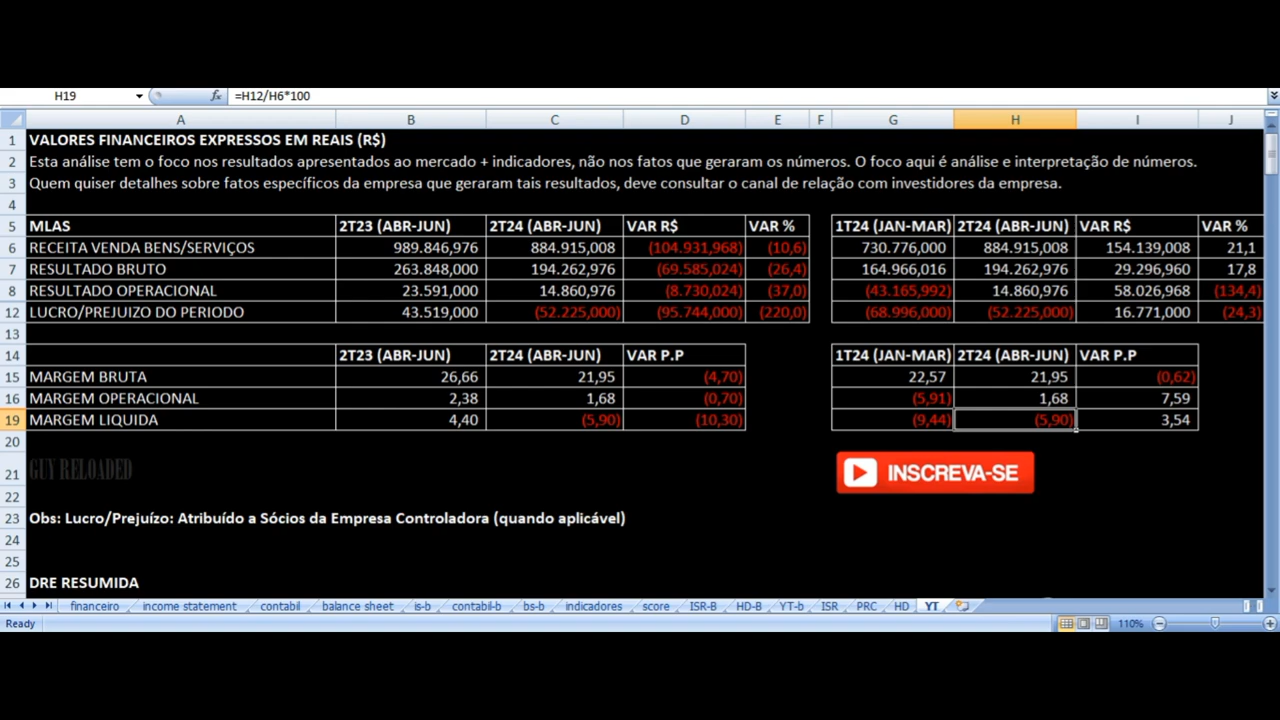 H19 fx =H12/H6*100
A B C D E F G H I J
1 VALORES FINANCEIROS EXPRESSOS EM REAIS (R$)
2 Esta análise tem o foco nos resultados apresentados ao mercado + indicadores, não nos fatos que geraram os números. O foco aqui é análise e interpretação de números.
3 Quem quiser detalhes sobre fatos específicos da empresa que geraram tais resultados, deve consultar o canal de relação com investidores da empresa.
4
5 MLAS 2T23 (ABR-JUN) 2T24 (ABR-JUN) VAR R$ VAR % 1T24 (JAN-MAR) 2T24 (ABR-JUN) VAR R$ VAR %
6 RECEITA VENDA BENS/SERVIÇOS 989.846,976 884.915,008 (104.931,968) (10,6) 730.776,000 884.915,008 154.139,008 21,1
7 RESULTADO BRUTO 263.848,000 194.262,976 (69.585,024) (26,4) 164.966,016 194.262,976 29.296,960 17,8
8 RESULTADO OPERACIONAL 23.591,000 14.860,976 (8.730,024) (37,0) (43.165,992) 14.860,976 58.026,968 (134,4)
12 LUCRO/PREJUIZO DO PERIODO 43.519,000 (52.225,000) (95.744,000) (220,0) (68.996,000) (52.225,000) 16.771,000 (24,3)
13
14 2T23 (ABR-JUN) 2T24 (ABR-JUN) VAR P.P 1T24 (JAN-MAR) 2T24 (ABR-JUN) VAR P.P
15 MARGEM BRUTA 26,66 21,95 (4,70) 22,57 21,95 (0,62)
16 MARGEM OPERACIONAL 2,38 1,68 (0,70) (5,91) 1,68 7,59
19 MARGEM LIQUIDA 4,40 (5,90) (10,30) (9,44) (5,90) 3,54
20
21 GUY RELOADED INSCREVA-SE
22
23 Obs: Lucro/Prejuízo: Atribuído a Sócios da Empresa Controladora (quando aplicável)
24
25
26 DRE RESUMIDA
financeiro income statement contabil balance sheet is-b contabil-b bs-b indicadores score ISR-B HD-B YT-b ISR PRC HD YT
Ready 110%